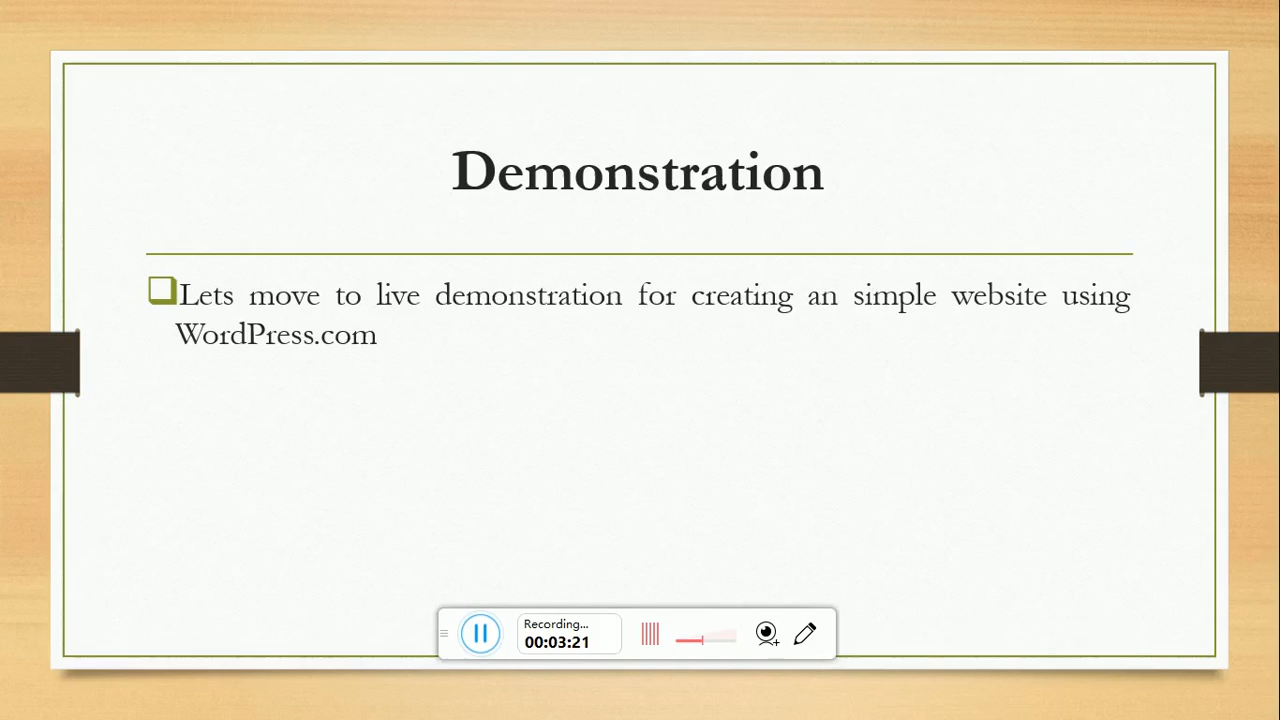 Demonstration
Lets move to live demonstration for creating an simple website using
WordPress.com
Recording...
00:03:21